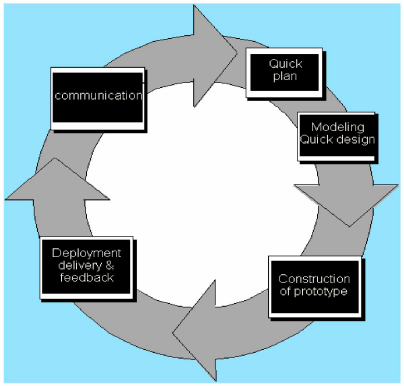 communication
Quick
plan
Modeling
Quick design
Construction
of prototype
Deployment
delivery &
feedback